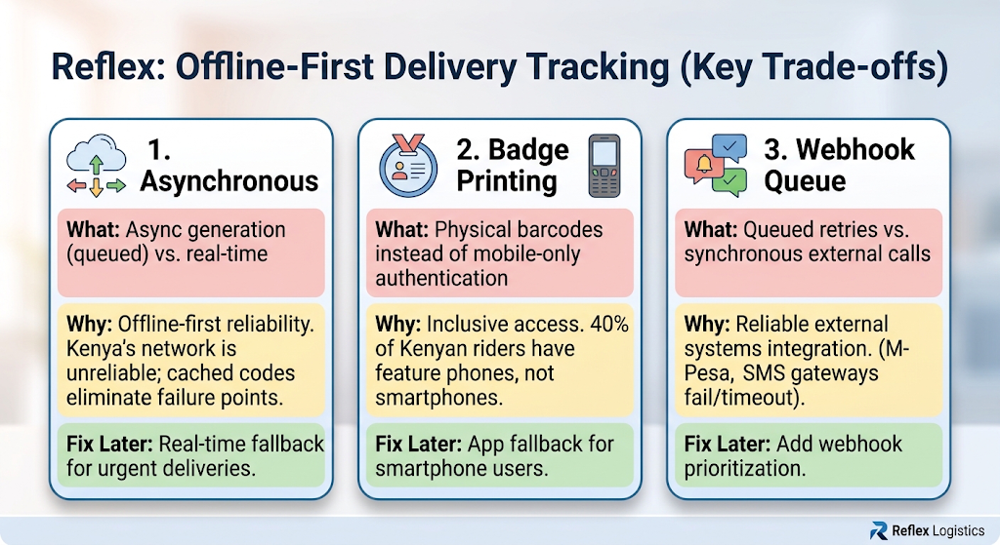 Reflex: Offline-First Delivery Tracking (Key Trade-offs)
1.
Asynchronous
What: Async generation
(queued) vs. real-time
Why: Offline-first reliability.
Kenya's network is
unreliable; cached codes
eliminate failure points.
Fix Later: Real-time fallback
for urgent deliveries.
2. Badge
Printing
What: Physical barcodes
instead of mobile-only
authentication
Why: Inclusive access. 40%
of Kenyan riders have
feature phones, not
smartphones.
Fix Later: App fallback for
smartphone users.
3. Webhook
Queue
What: Queued retries vs.
synchronous external calls
Why: Reliable external
systems integration. (M-
Pesa, SMS gateways
fail/timeout).
Fix Later: Add webhook
prioritization.
Reflex Logistics